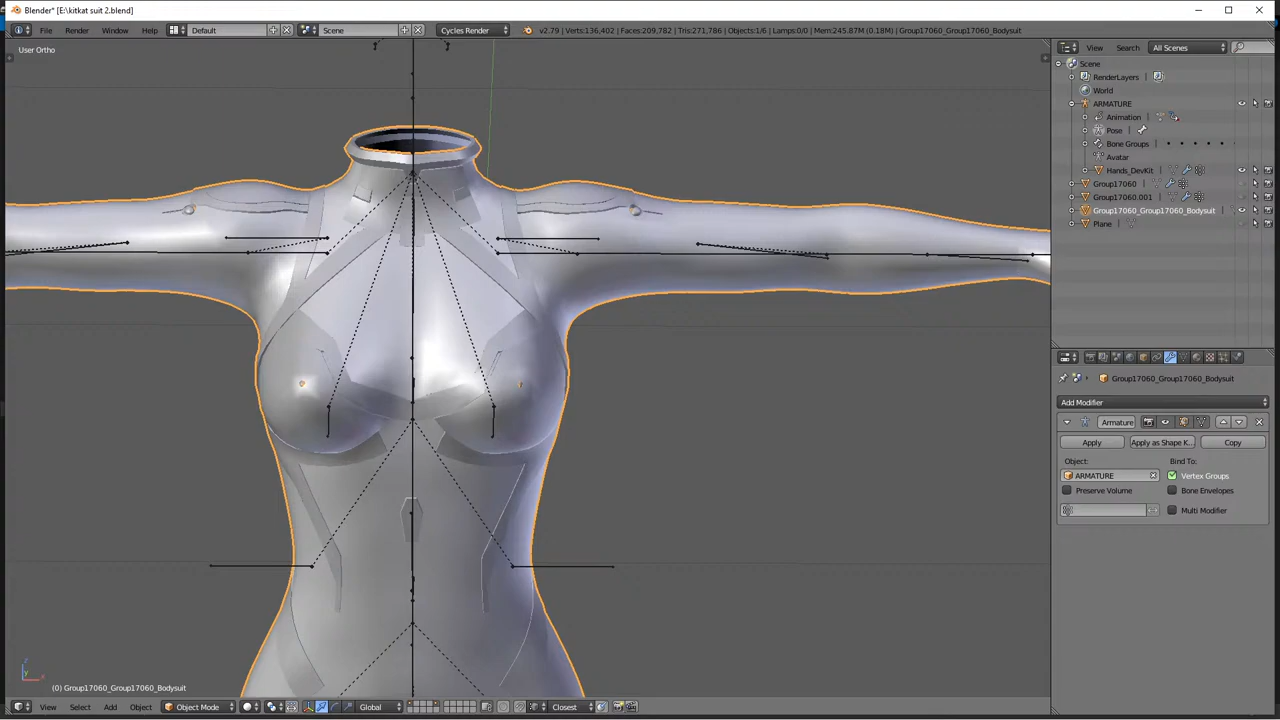 Blender* [E:\kitkat suit 2.blend]
File Render Window Help Default Scene Cycles Render v2.79 | Verts:136,402 | Faces:209,782 | Tris:271,786 | Objects:1/6 | Lamps:0/0 | Mem:245.87M (0.18M) | Group17060_Group17060_Bodysuit
View Search All Scenes
User Ortho
Scene
RenderLayers
World
ARMATURE
Animation
Pose
Bone Groups
Avatar
Hands_DevKit
Group17060
Group17060.001
Group17060_Group17060_Bodysuit
Plane
Group17060_Group17060_Bodysuit
Add Modifier
Armature
Apply Apply as Shape K... Copy
Object: Bind To:
ARMATURE Vertex Groups
Preserve Volume Bone Envelopes
Multi Modifier
z
y
x
(0) Group17060_Group17060_Bodysuit
View Select Add Object Object Mode Global Closest